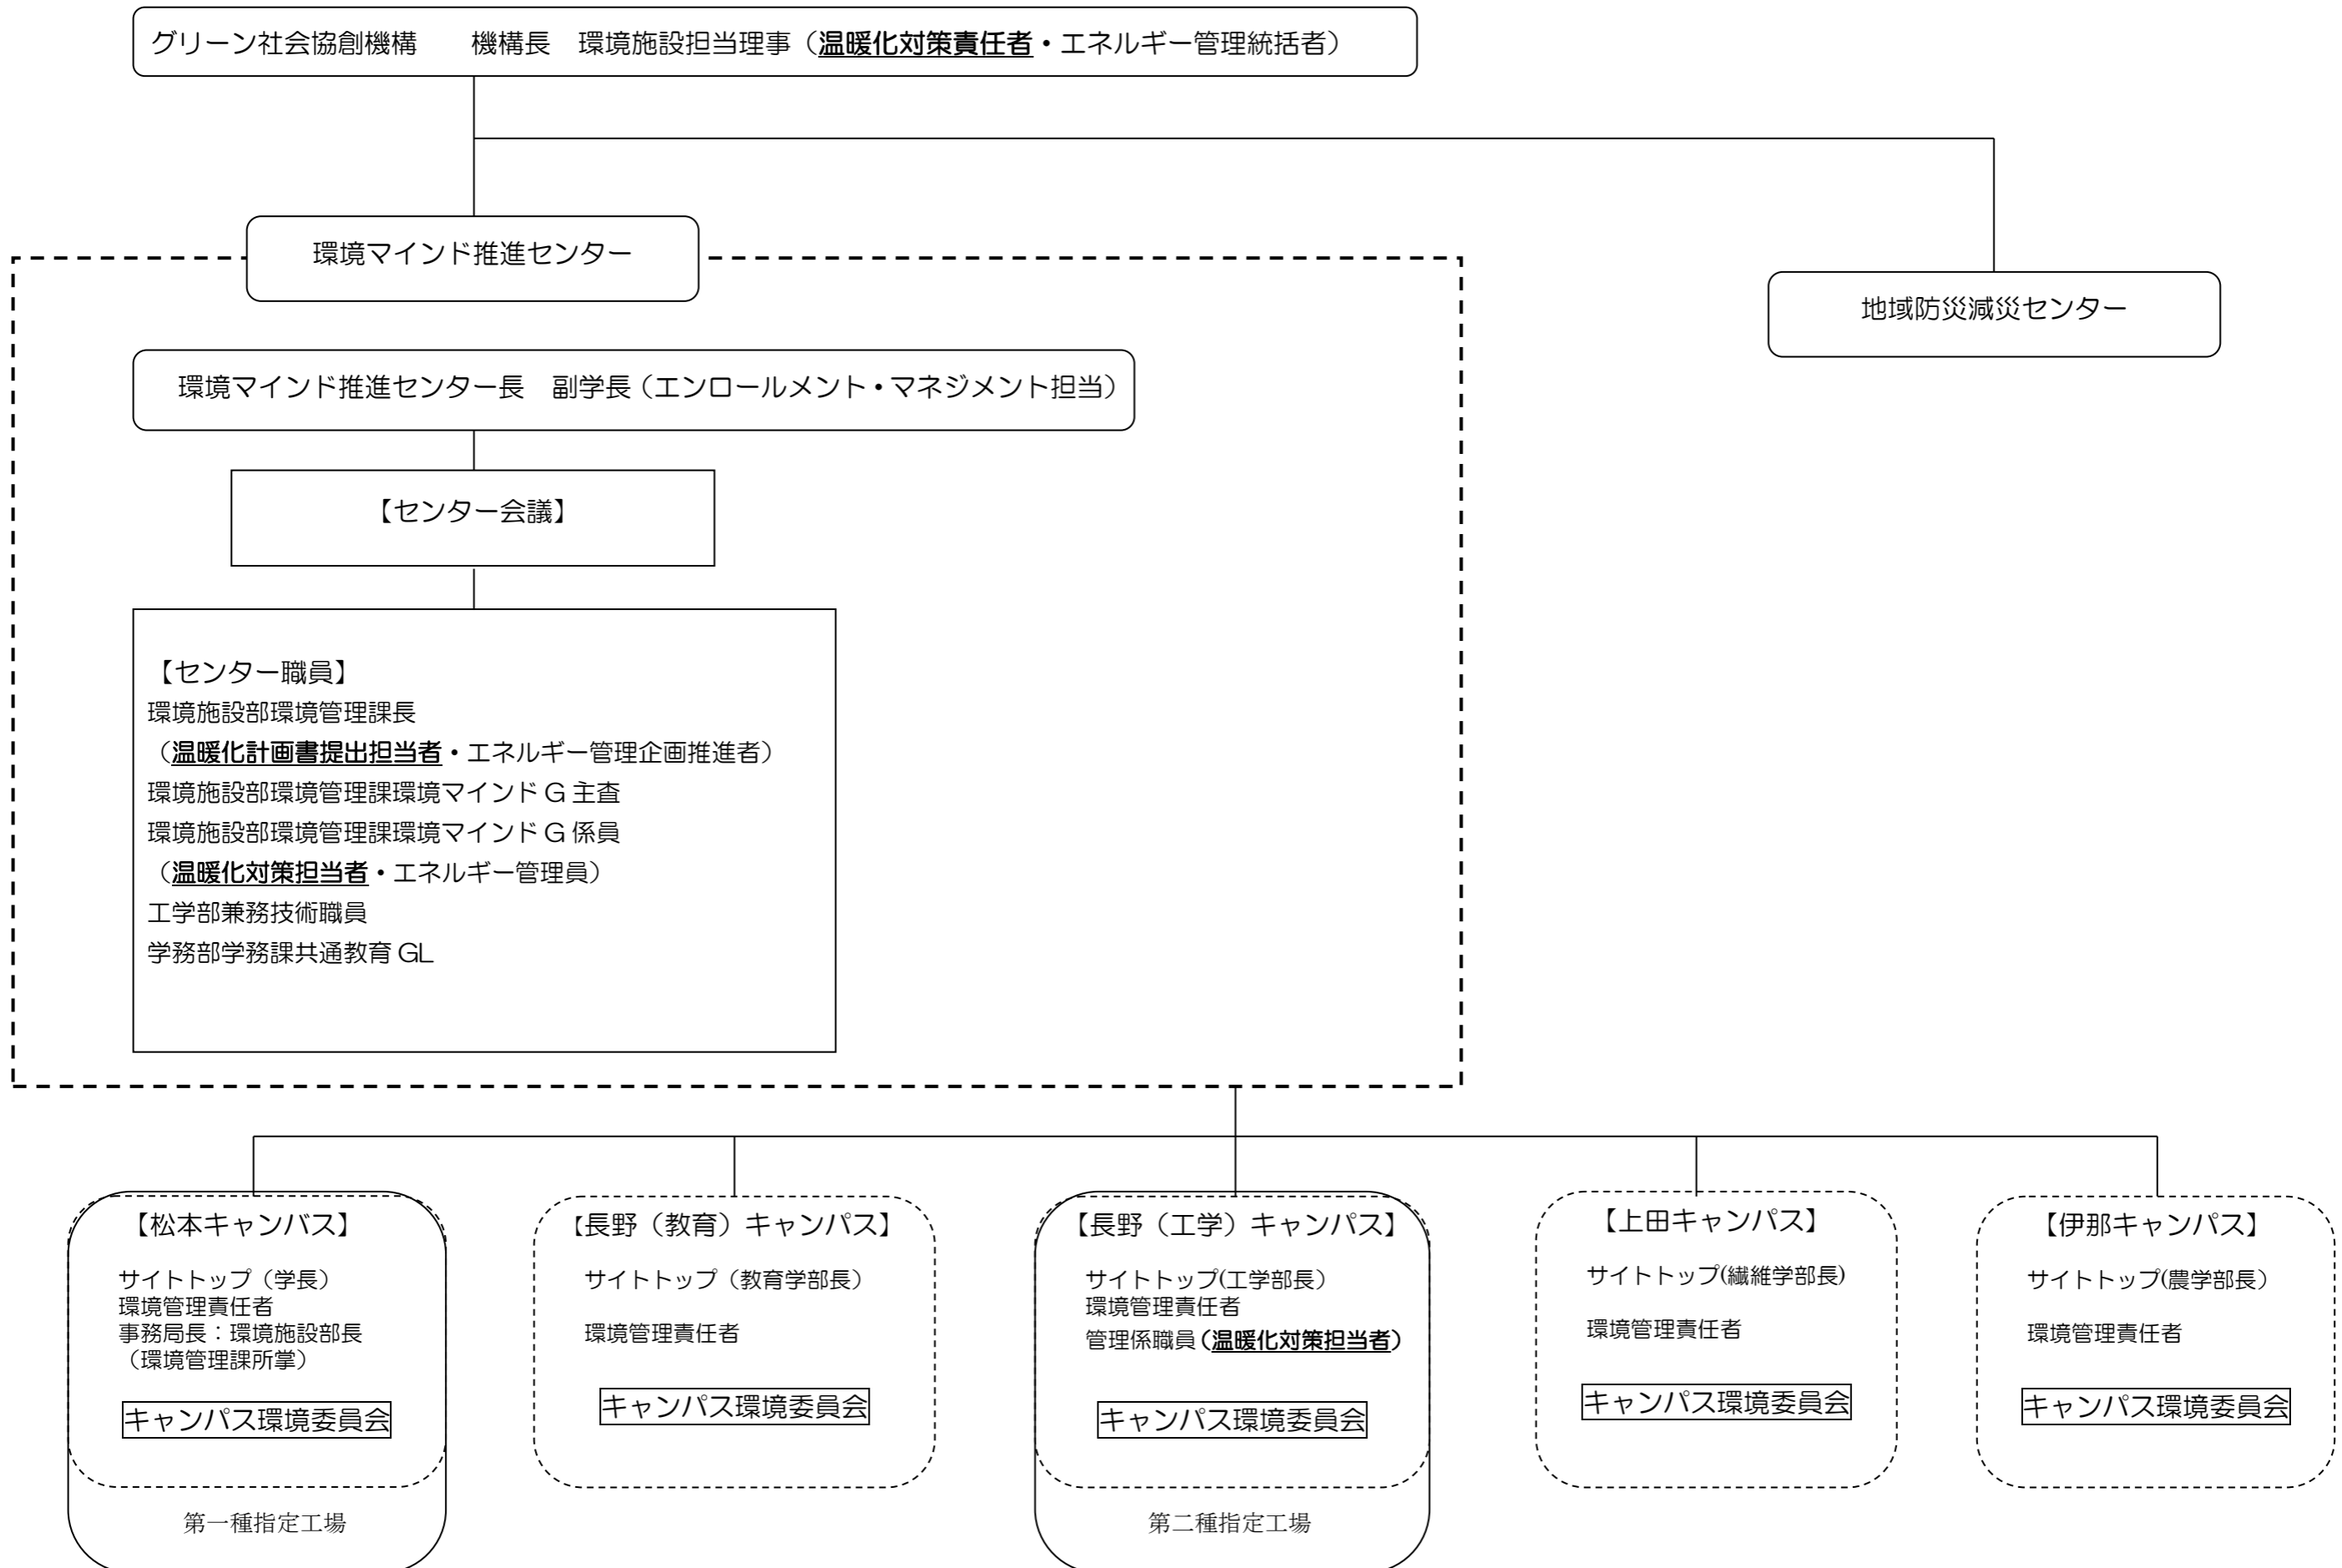 グリーン社会協創機構　　機構長　環境施設担当理事（温暖化対策責任者・エネルギー管理統括者）
環境マインド推進センター
地域防災減災センター
環境マインド推進センター長　副学長（エンロールメント・マネジメント担当）
【センター会議】
【センター職員】
環境施設部環境管理課長
（温暖化計画書提出担当者・エネルギー管理企画推進者）
環境施設部環境管理課環境マインド G 主査
環境施設部環境管理課環境マインド G 係員
（温暖化対策担当者・エネルギー管理員）
工学部兼務技術職員
学務部学務課共通教育 GL
【松本キャンバス】
サイトトップ（学長）
環境管理責任者
事務局長：環境施設部長
（環境管理課所掌）
キャンパス環境委員会
第一種指定工場
【長野（教育）キャンパス】
サイトトップ（教育学部長）
環境管理責任者
キャンパス環境委員会
【長野（工学）キャンパス】
サイトトップ(工学部長）
環境管理責任者
管理係職員(温暖化対策担当者)
キャンパス環境委員会
第二種指定工場
【上田キャンパス】
サイトトップ(繊維学部長)
環境管理責任者
キャンパス環境委員会
【伊那キャンパス】
サイトトップ(農学部長）
環境管理責任者
キャンパス環境委員会